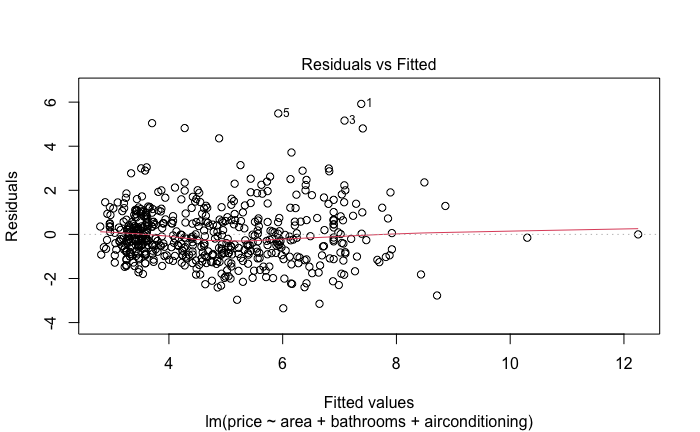 Residuals vs Fitted
6
4
2
0
-2
-4
Residuals
1
5
3
4 6 8 10 12
Fitted values
lm(price ~ area + bathrooms + airconditioning)